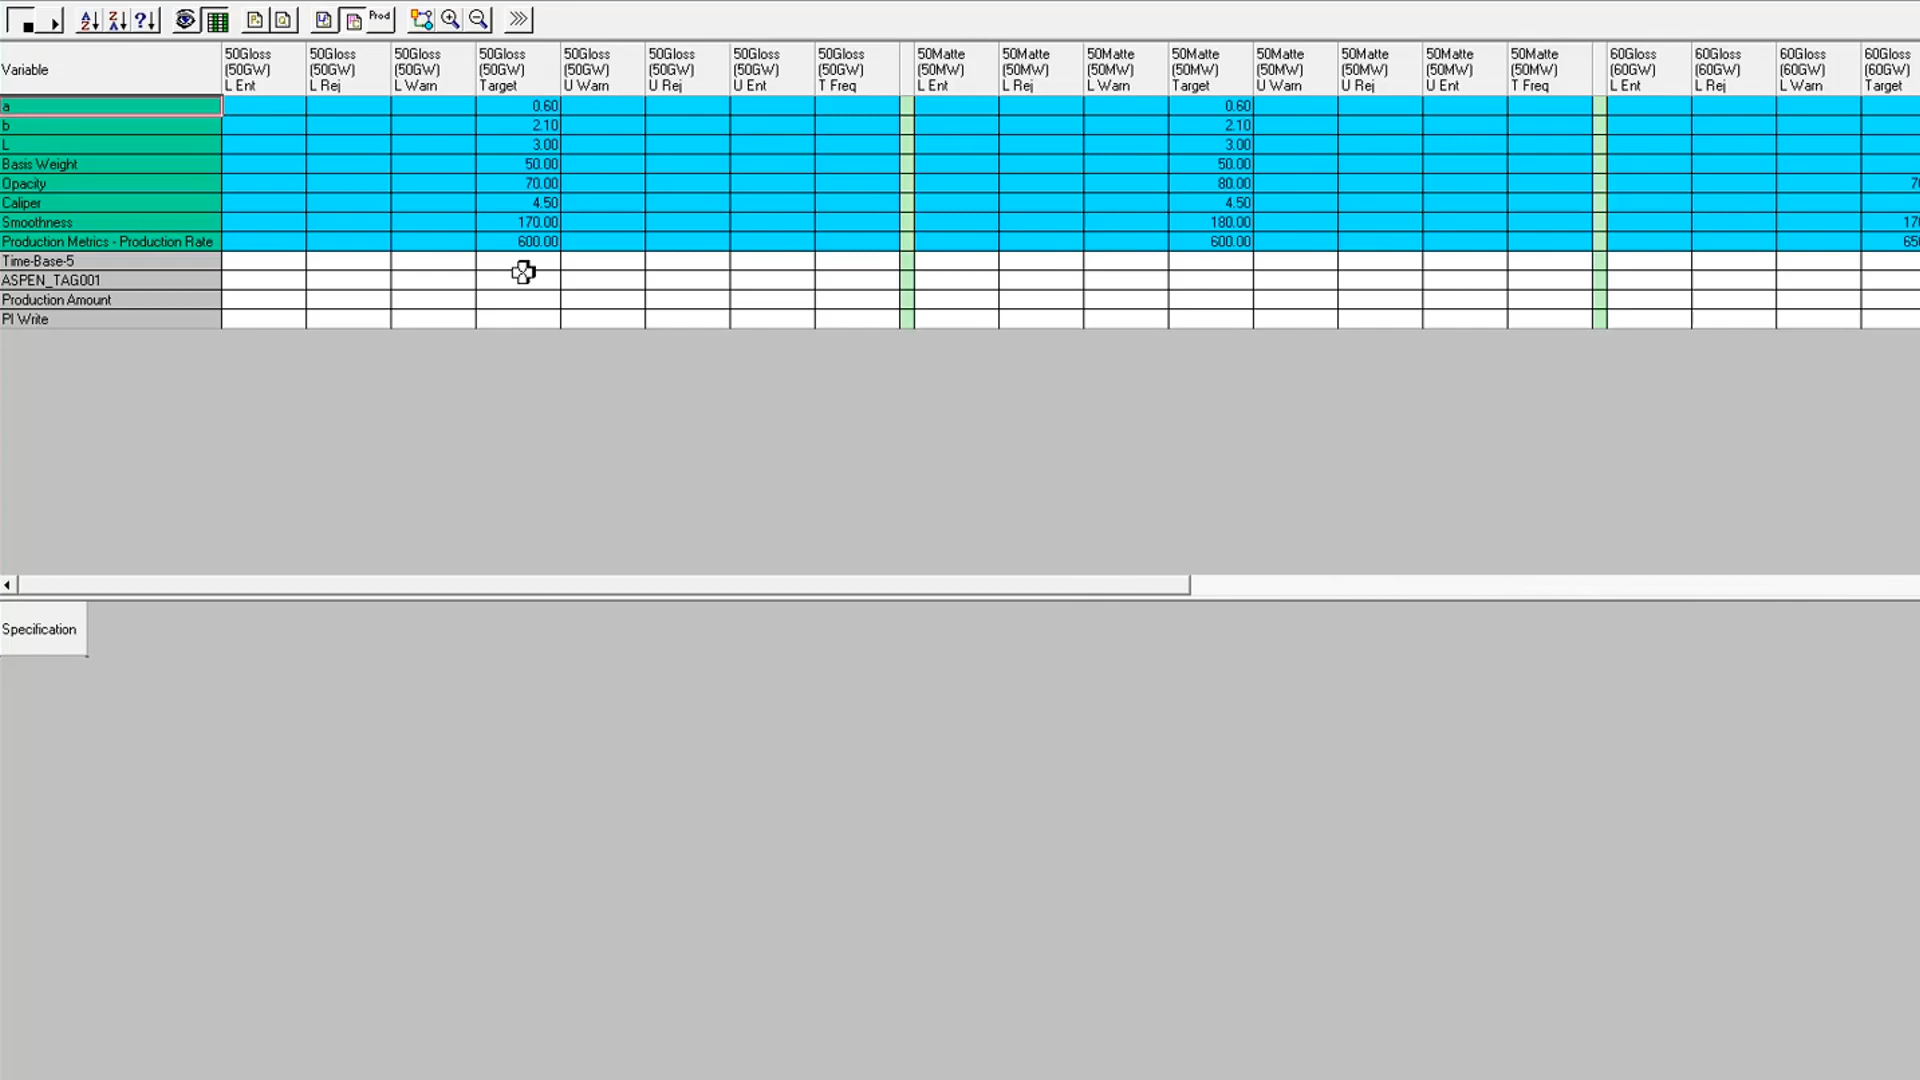 Prod
Variable
50Gloss (50GW) L Ent
50Gloss (50GW) L Rej
50Gloss (50GW) L Warn
50Gloss (50GW) Target
50Gloss (50GW) U Warn
50Gloss (50GW) U Rej
50Gloss (50GW) U Ent
50Gloss (50GW) T Freq
50Matte (50MW) L Ent
50Matte (50MW) L Rej
50Matte (50MW) L Warn
50Matte (50MW) Target
50Matte (50MW) U Warn
50Matte (50MW) U Rej
50Matte (50MW) U Ent
50Matte (50MW) T Freq
60Gloss (60GW) L Ent
60Gloss (60GW) L Rej
60Gloss (60GW) L Warn
60Gloss (60GW) Target
a 0.60 0.60
b 2.10 2.10
L 3.00 3.00
Basis Weight 50.00 50.00
Opacity 70.00 80.00
Caliper 4.50 4.50
Smoothness 170.00 180.00
Production Metrics - Production Rate 600.00 600.00
Time-Base-5
ASPEN_TAG001
Production Amount
PI Write
Specification